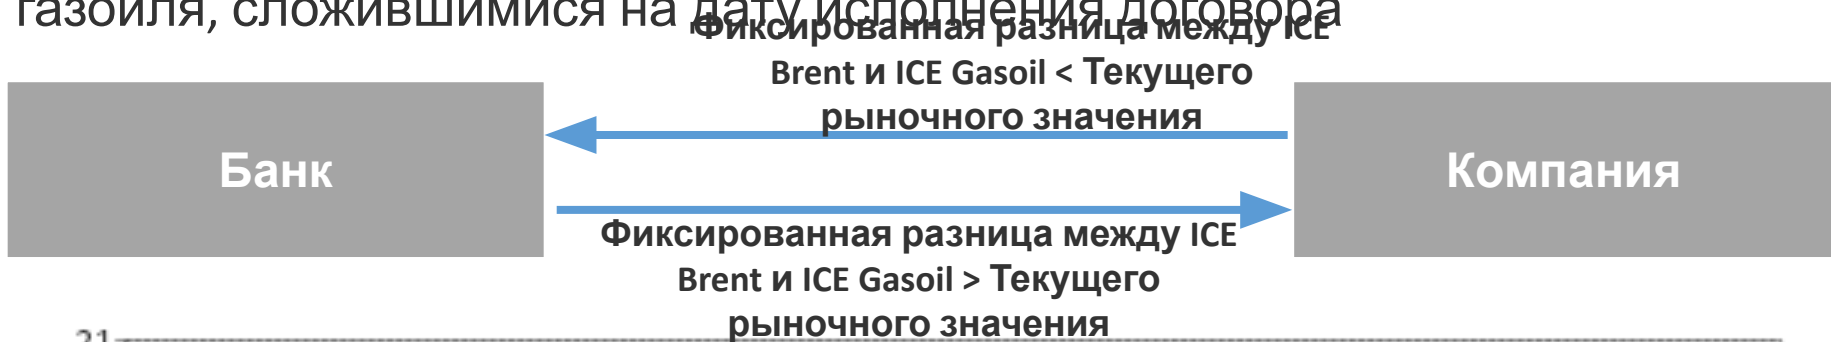 газойля, сложившимися на дату исполнения договора
Фиксированная разница между ICE
Brent и ICE Gasoil < Текущего
рыночного значения
Банк
Компания
Фиксированная разница между ICE
Brent и ICE Gasoil > Текущего
рыночного значения
21